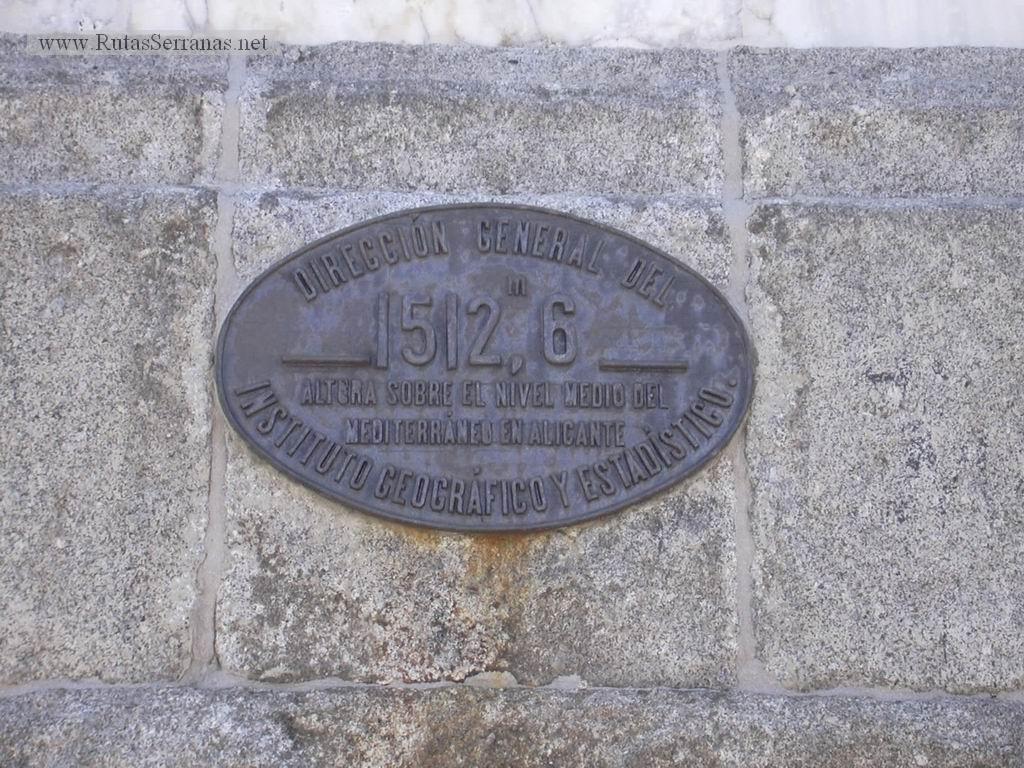 www.RutasSerranas.net
DIRECCIÓN GENERAL DEL
1512,m6
ALTURA SOBRE EL NIVEL MEDIO DEL
MEDITERRÁNEO EN ALICANTE
INSTITUTO GEOGRÁFICO Y ESTADÍSTICO.